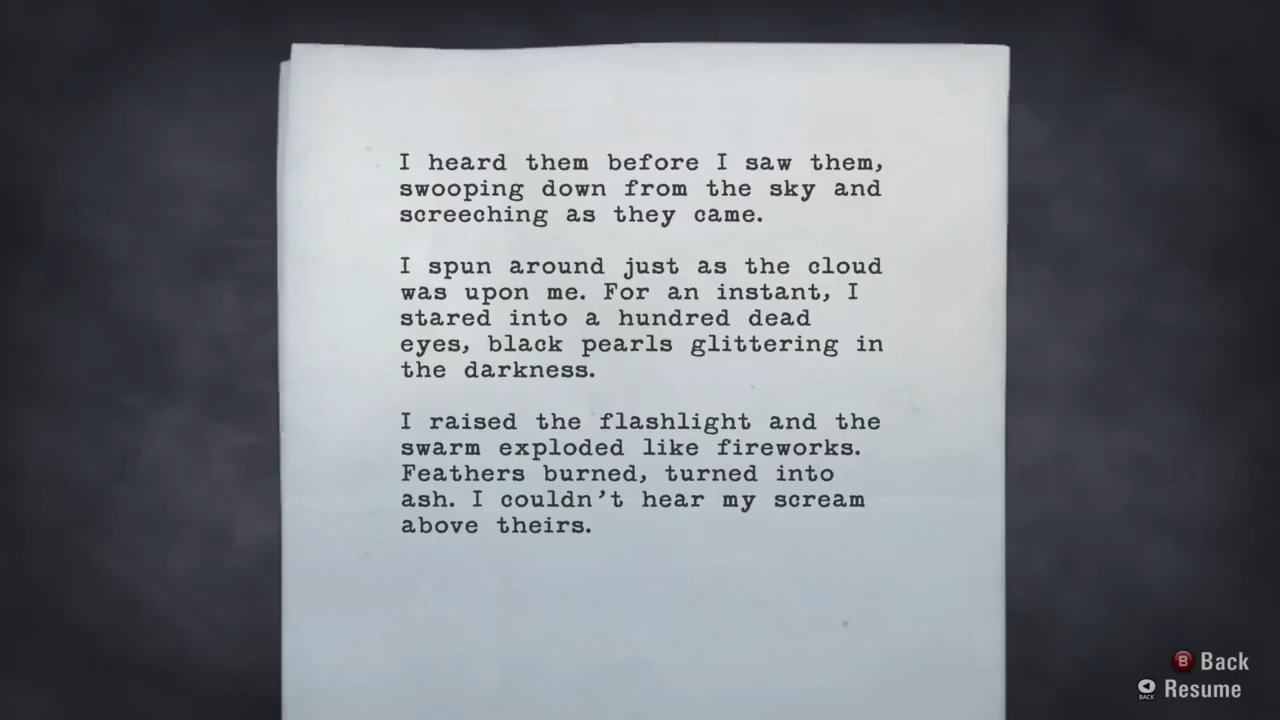 I heard them before I saw them,
swooping down from the sky and
screeching as they came.
I spun around just as the cloud
was upon me. For an instant, I
stared into a hundred dead
eyes, black pearls glittering in
the darkness.
I raised the flashlight and the
swarm exploded like fireworks.
Feathers burned, turned into
ash. I couldn't hear my scream
above theirs.
B Back
BACK Resume